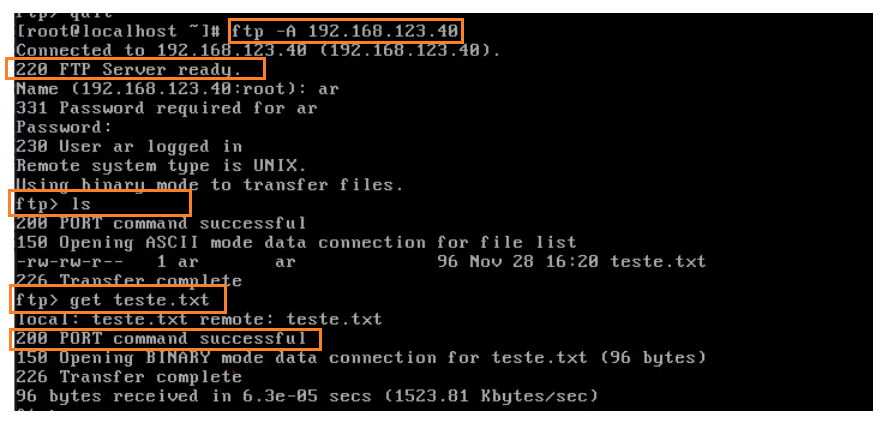 ftp> quit
[root@localhost ~]# ftp -A 192.168.123.40
Connected to 192.168.123.40 (192.168.123.40).
220 FTP Server ready.
Name (192.168.123.40:root): ar
331 Password required for ar
Password:
230 User ar logged in
Remote system type is UNIX.
Using binary mode to transfer files.
ftp> ls
200 PORT command successful
150 Opening ASCII mode data connection for file list
-rw-rw-r-- 1 ar ar 96 Nov 28 16:20 teste.txt
226 Transfer complete
ftp> get teste.txt
local: teste.txt remote: teste.txt
200 PORT command successful
150 Opening BINARY mode data connection for teste.txt (96 bytes)
226 Transfer complete
96 bytes received in 6.3e-05 secs (1523.81 Kbytes/sec)